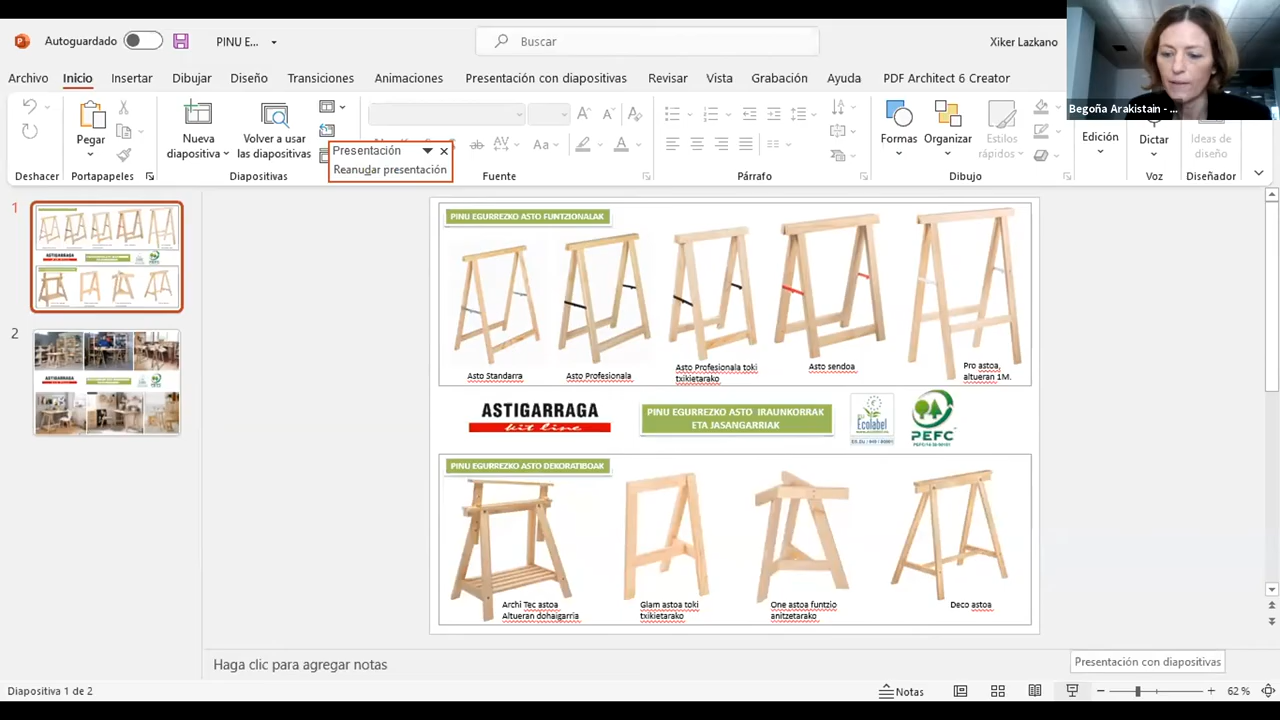 Autoguardado
PINU E...
Buscar
Xiker Lazkano
Archivo Inicio Insertar Dibujar Diseño Transiciones Animaciones Presentación con diapositivas Revisar Vista Grabación Ayuda PDF Architect 6 Creator
Begoña Arakistain - ...
Pegar
Nueva
diapositiva
Volver a usar
las diapositivas
Presentación
Reanudar presentación
Aa
Formas
Organizar
Estilos
rápidos
Edición
Dictar
Ideas de
diseño
Deshacer Portapapeles Diapositivas Fuente Párrafo Dibujo Voz Diseñador
1
2
PINU EGURREZKO ASTO FUNTZIONALAK
Asto Standarra
Asto Profesionala
Asto Profesionala toki
txikietarako
Asto sendoa
Pro astoa,
altueran 1M.
ASTIGARRAGA
kit line
PINU EGURREZKO ASTO IRAUNKORRAK
ETA JASANGARRIAK
Ecolabel
PEFC
PINU EGURREZKO ASTO DEKORATIBOAK
Archi Tec astoa
Altueran dohaigarria
Glam astoa toki
txikietarako
One astoa funtzio
anitzetarako
Deco astoa
Haga clic para agregar notas
Presentación con diapositivas
Diapositiva 1 de 2
Notas
62 %